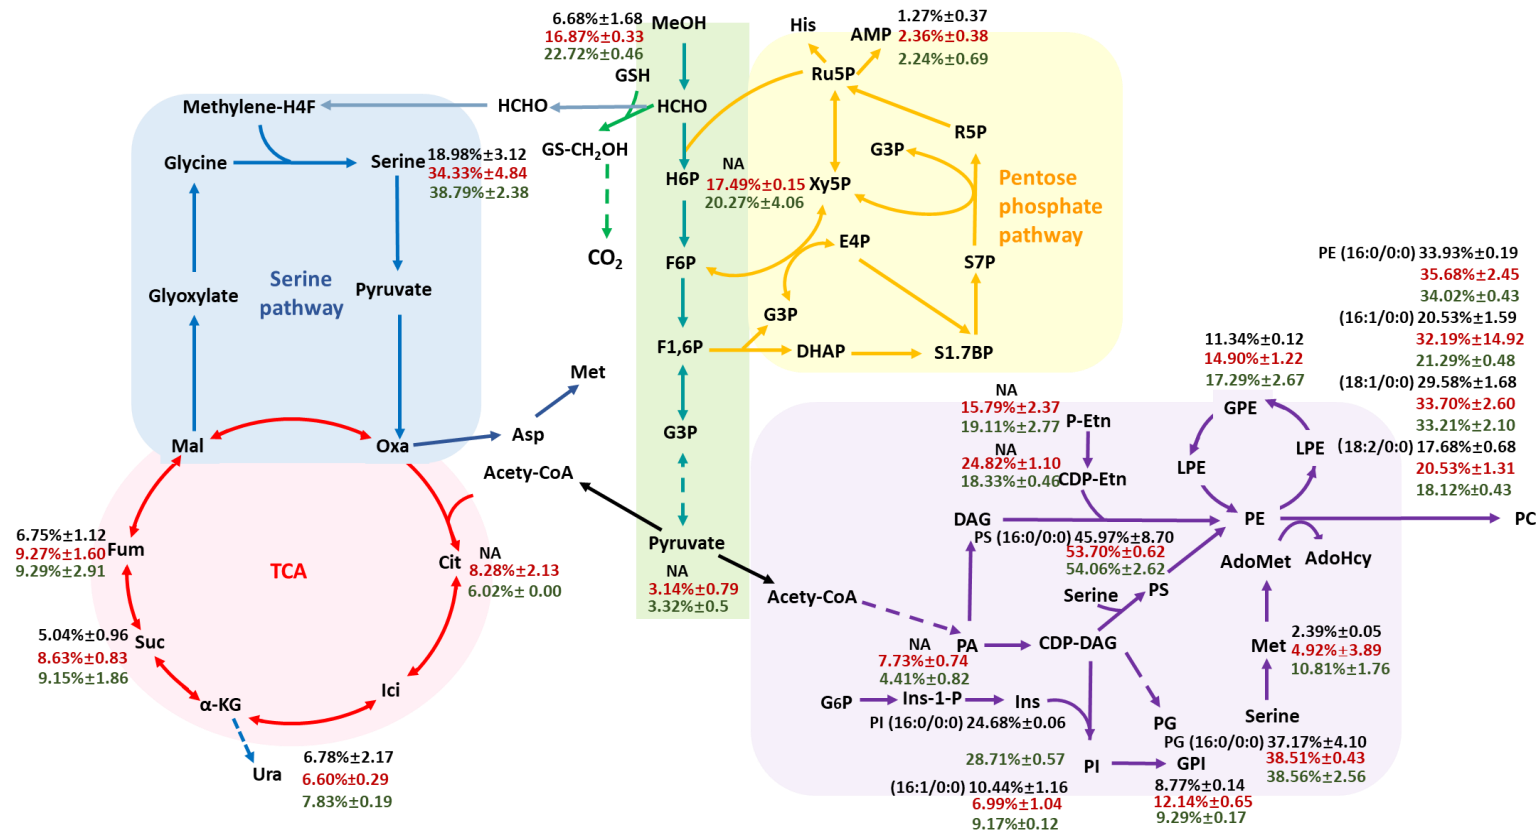 6.68%±1.68
MeOH
16.87%±0.33
22.72%±0.46
GSH
His
AMP
1.27%±0.37
2.36%±0.38
2.24%±0.69
Ru5P
Methylene-H4F
HCHO
HCHO
GS-CH₂OH
R5P
G3P
Glycine
Serine
18.98%±3.12
34.33%±4.84
38.79%±2.38
NA
H6P
17.49%±0.15
20.27%±4.06
Xy5P
Pentose
phosphate
pathway
CO₂
F6P
E4P
S7P
Glyoxylate
Serine
pathway
Pyruvate
G3P
F1,6P
DHAP
S1.7BP
Met
Asp
Mal
Oxa
G3P
Acety-CoA
Pyruvate
NA
3.14%±0.79
3.32%±0.5
6.75%±1.12
9.27%±1.60
9.29%±2.91
Fum
TCA
Cit
NA
8.28%±2.13
6.02%± 0.00
5.04%±0.96
8.63%±0.83
9.15%±1.86
Suc
α-KG
Ici
Ura
6.78%±2.17
6.60%±0.29
7.83%±0.19
PE (16:0/0:0) 33.93%±0.19
35.68%±2.45
34.02%±0.43
(16:1/0:0) 20.53%±1.59
32.19%±14.92
21.29%±0.48
(18:1/0:0) 29.58%±1.68
33.70%±2.60
33.21%±2.10
(18:2/0:0) 17.68%±0.68
20.53%±1.31
18.12%±0.43
11.34%±0.12
14.90%±1.22
17.29%±2.67
GPE
LPE
LPE
NA
15.79%±2.37
19.11%±2.77
P-Etn
NA
24.82%±1.10
18.33%±0.46
CDP-Etn
DAG
PE
PC
PS (16:0/0:0) 45.97%±8.70
53.70%±0.62
54.06%±2.62
AdoMet
AdoHcy
Serine
PS
Acety-CoA
NA
PA
7.73%±0.74
4.41%±0.82
CDP-DAG
Met
2.39%±0.05
4.92%±3.89
10.81%±1.76
G6P
Ins-1-P
Ins
PI (16:0/0:0) 24.68%±0.06
28.71%±0.57
PG
Serine
PG (16:0/0:0) 37.17%±4.10
38.51%±0.43
38.56%±2.56
PI
GPI
(16:1/0:0) 10.44%±1.16
6.99%±1.04
9.17%±0.12
8.77%±0.14
12.14%±0.65
9.29%±0.17